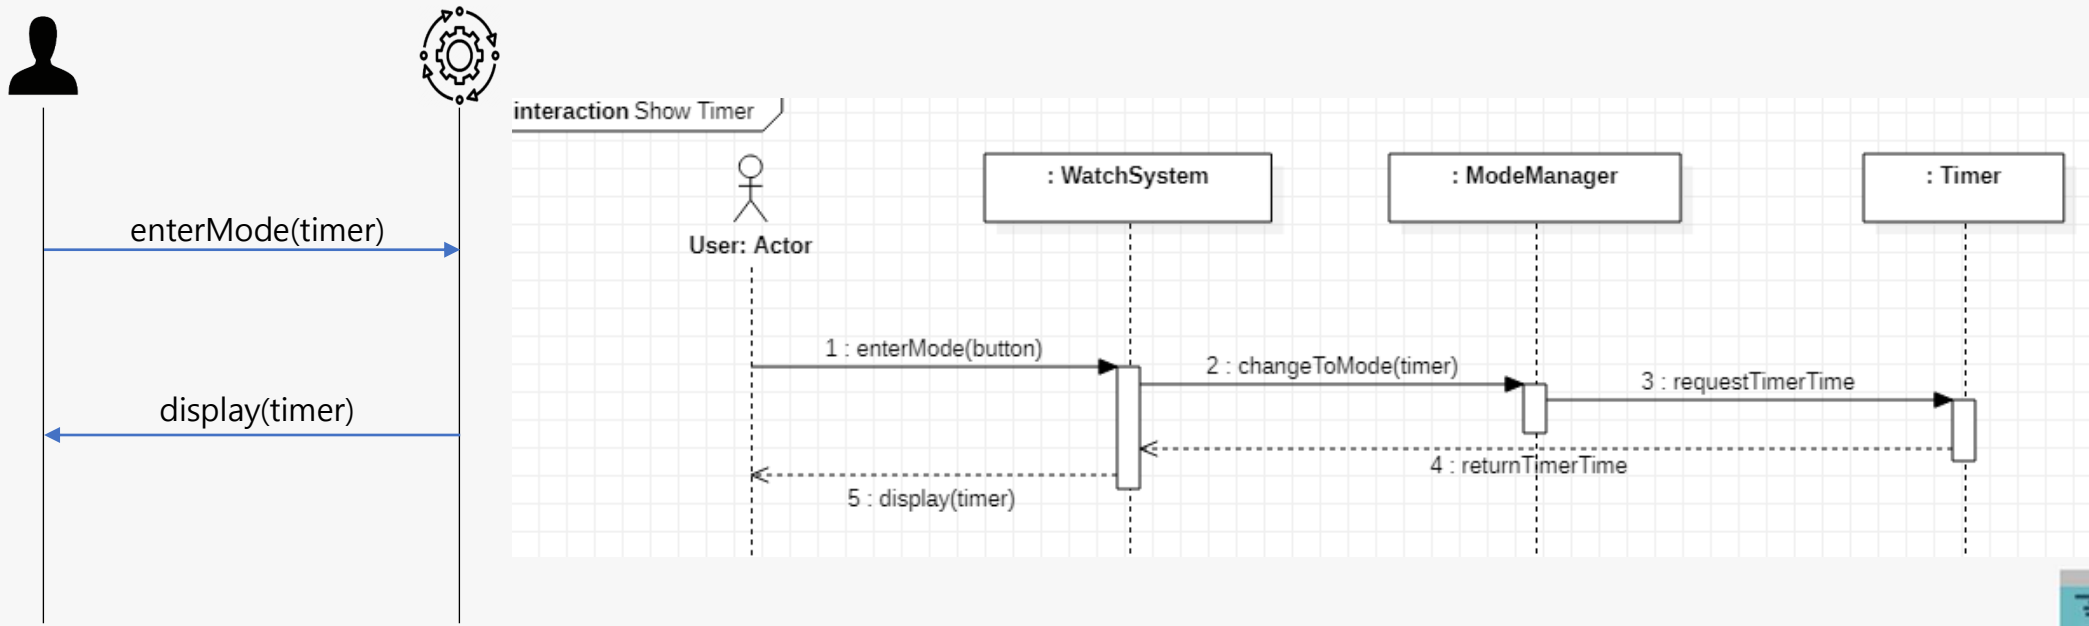 enterMode(timer)
display(timer)
interaction Show Timer
User: Actor
: WatchSystem
: ModeManager
: Timer
1 : enterMode(button)
2 : changeToMode(timer)
3 : requestTimerTime
4 : returnTimerTime
5 : display(timer)